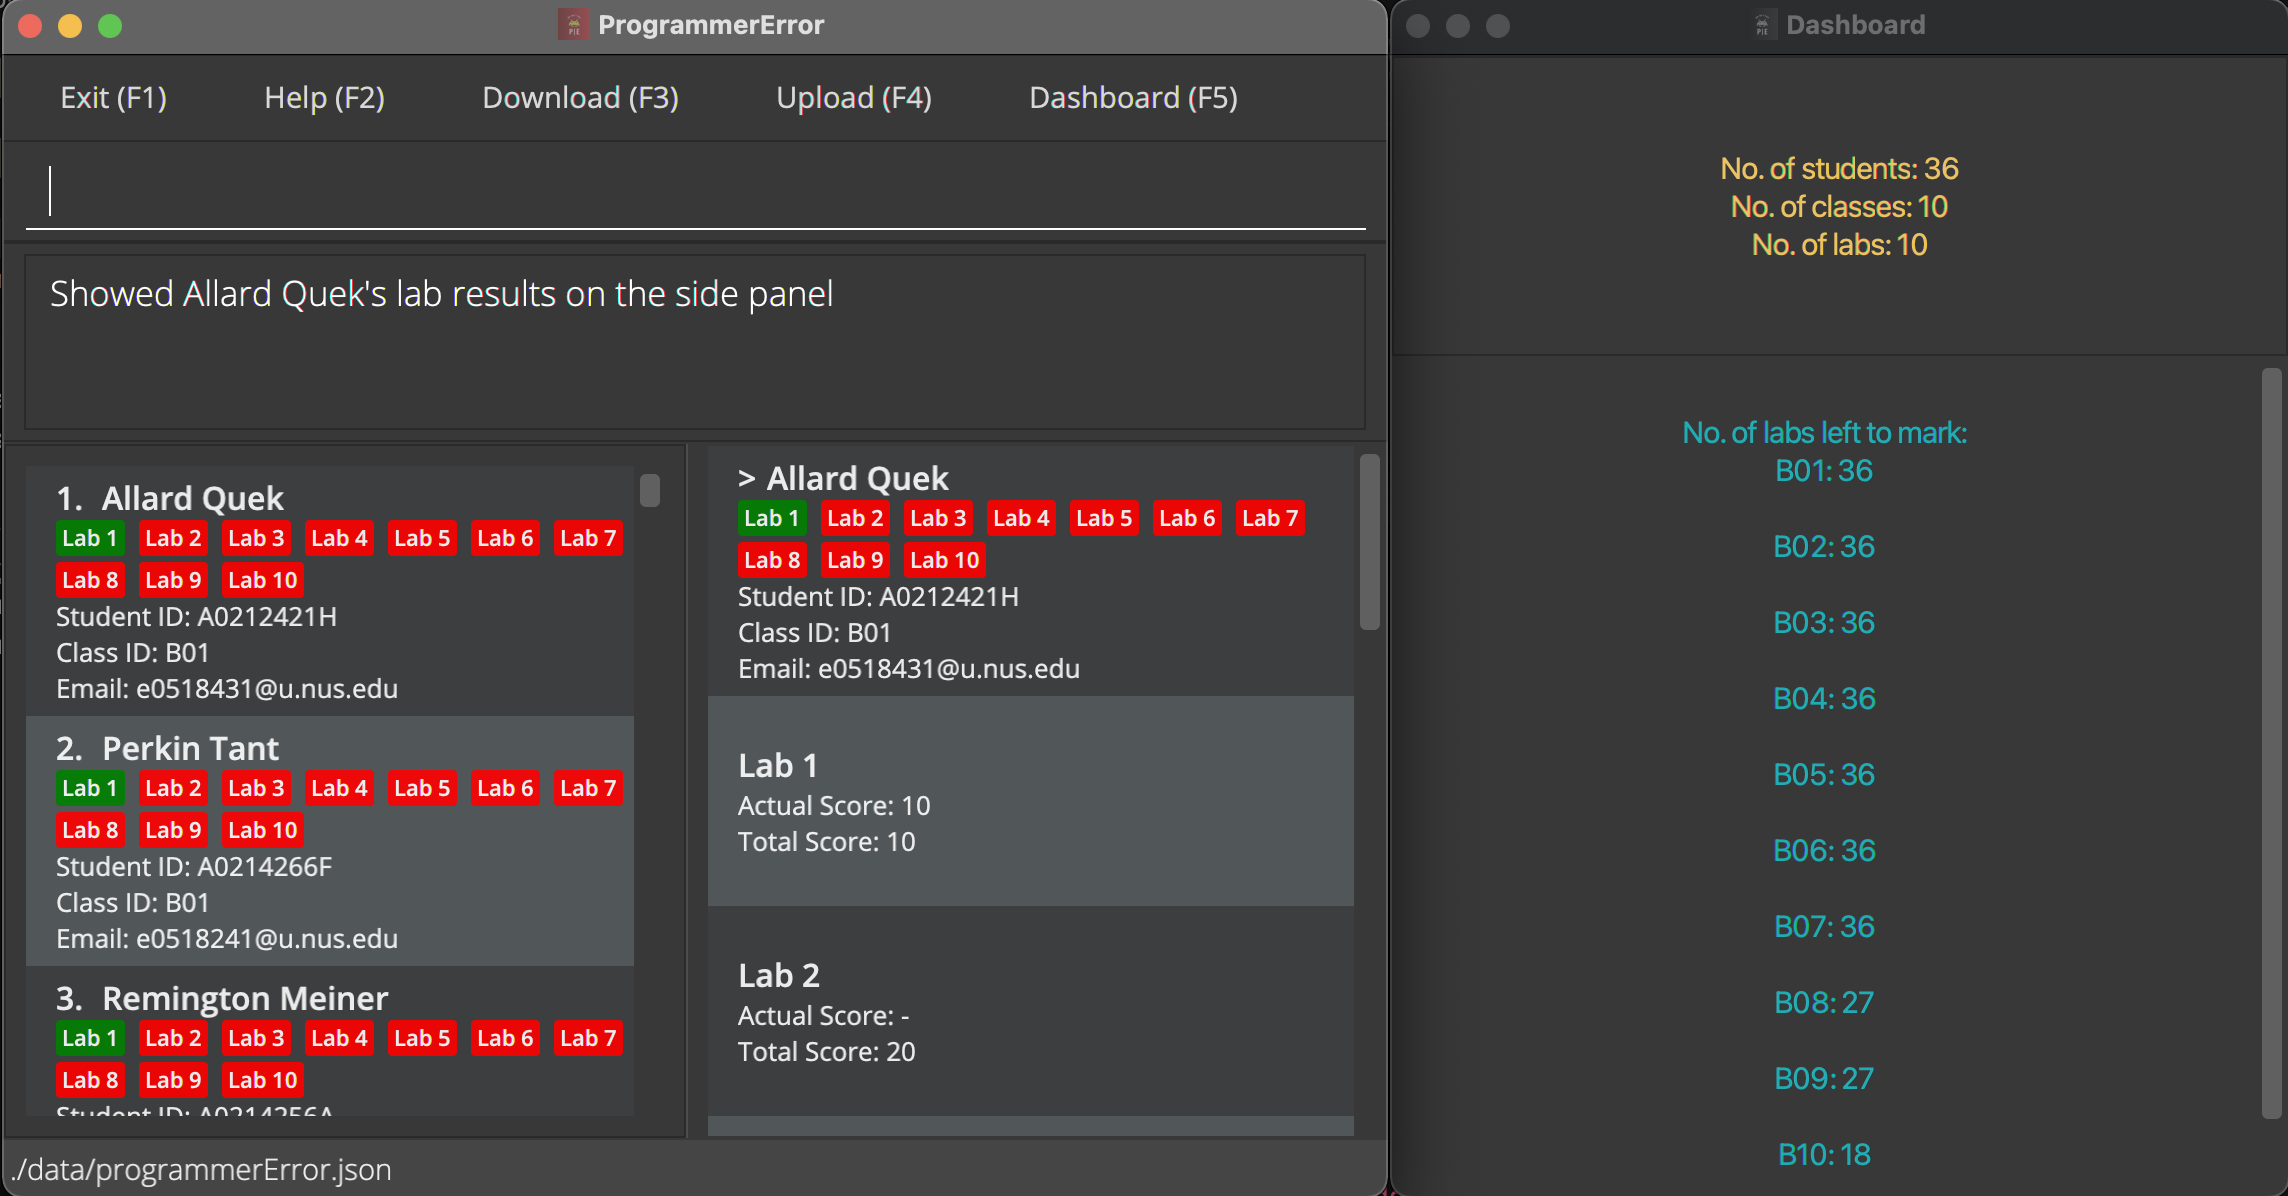 ProgrammerError
Exit (F1) Help (F2) Download (F3) Upload (F4) Dashboard (F5)
Showed Allard Quek's lab results on the side panel
1. Allard Quek
Lab 1 Lab 2 Lab 3 Lab 4 Lab 5 Lab 6 Lab 7
Lab 8 Lab 9 Lab 10
Student ID: A0212421H
Class ID: B01
Email: e0518431@u.nus.edu
2. Perkin Tant
Lab 1 Lab 2 Lab 3 Lab 4 Lab 5 Lab 6 Lab 7
Lab 8 Lab 9 Lab 10
Student ID: A0214266F
Class ID: B01
Email: e0518241@u.nus.edu
3. Remington Meiner
Lab 1 Lab 2 Lab 3 Lab 4 Lab 5 Lab 6 Lab 7
Lab 8 Lab 9 Lab 10
Student ID: A0214256A
> Allard Quek
Lab 1 Lab 2 Lab 3 Lab 4 Lab 5 Lab 6 Lab 7
Lab 8 Lab 9 Lab 10
Student ID: A0212421H
Class ID: B01
Email: e0518431@u.nus.edu
Lab 1
Actual Score: 10
Total Score: 10
Lab 2
Actual Score: -
Total Score: 20
./data/programmerError.json
Dashboard
No. of students: 36
No. of classes: 10
No. of labs: 10
No. of labs left to mark:
B01: 36
B02: 36
B03: 36
B04: 36
B05: 36
B06: 36
B07: 36
B08: 27
B09: 27
B10: 18